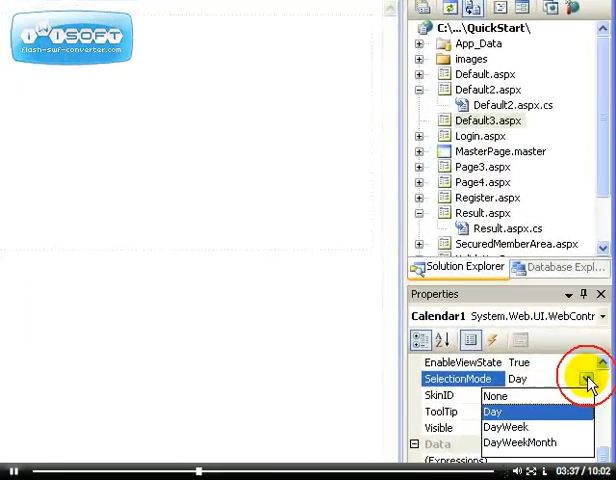 iWiSOFT
flash-swf-converter.com
C:\...\QuickStart\
App_Data
images
Default.aspx
Default2.aspx
Default2.aspx.cs
Default3.aspx
Login.aspx
MasterPage.master
Page3.aspx
Page4.aspx
Register.aspx
Result.aspx
Result.aspx.cs
SecuredMemberArea.aspx
Solution Explorer
Database Expl...
Properties
Calendar1 System.Web.UI.WebContr
EnableViewState True
SelectionMode Day
SkinID
None
ToolTip
Day
Visible
DayWeek
Data
DayWeekMonth
(Expressions)
03:37 / 10:02